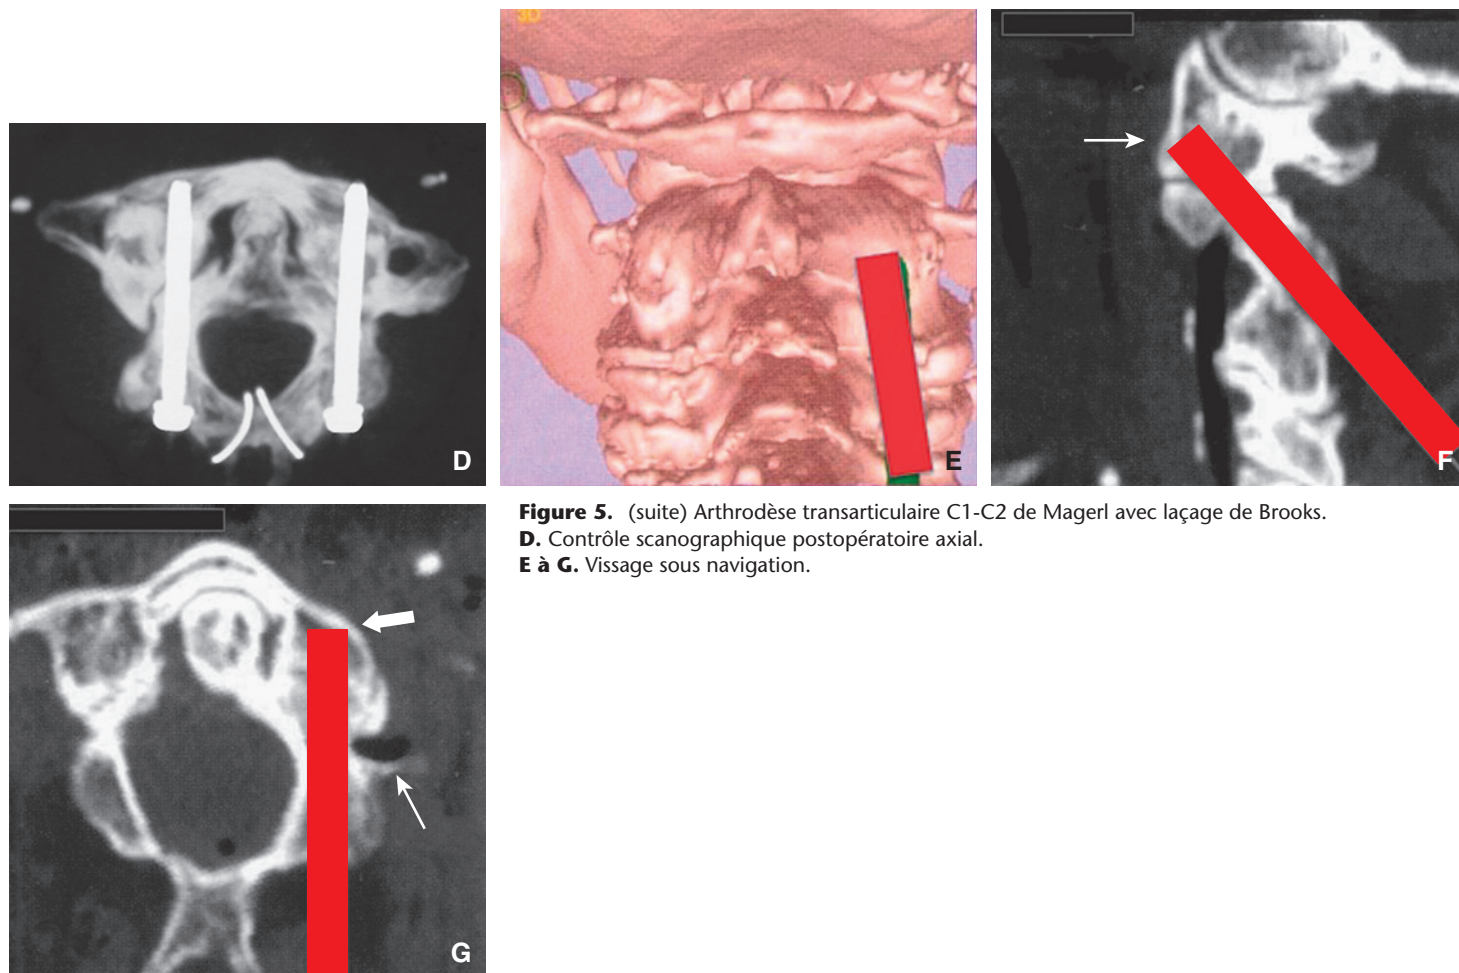 3D
D
E
F
Figure 5. (suite) Arthrodèse transarticulaire C1-C2 de Magerl avec laçage de Brooks.
D. Contrôle scanographique postopératoire axial.
E à G. Vissage sous navigation.
G